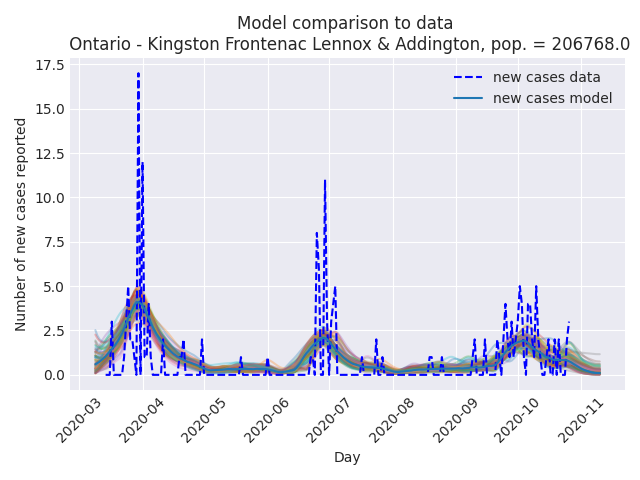 Model comparison to data
Ontario - Kingston Frontenac Lennox & Addington, pop. = 206768.0
17.5
15.0
12.5
10.0
7.5
5.0
2.5
0.0
Number of new cases reported
new cases data
new cases model
2020-03
2020-04
2020-05
2020-06
2020-07
2020-08
2020-09
2020-10
2020-11
Day